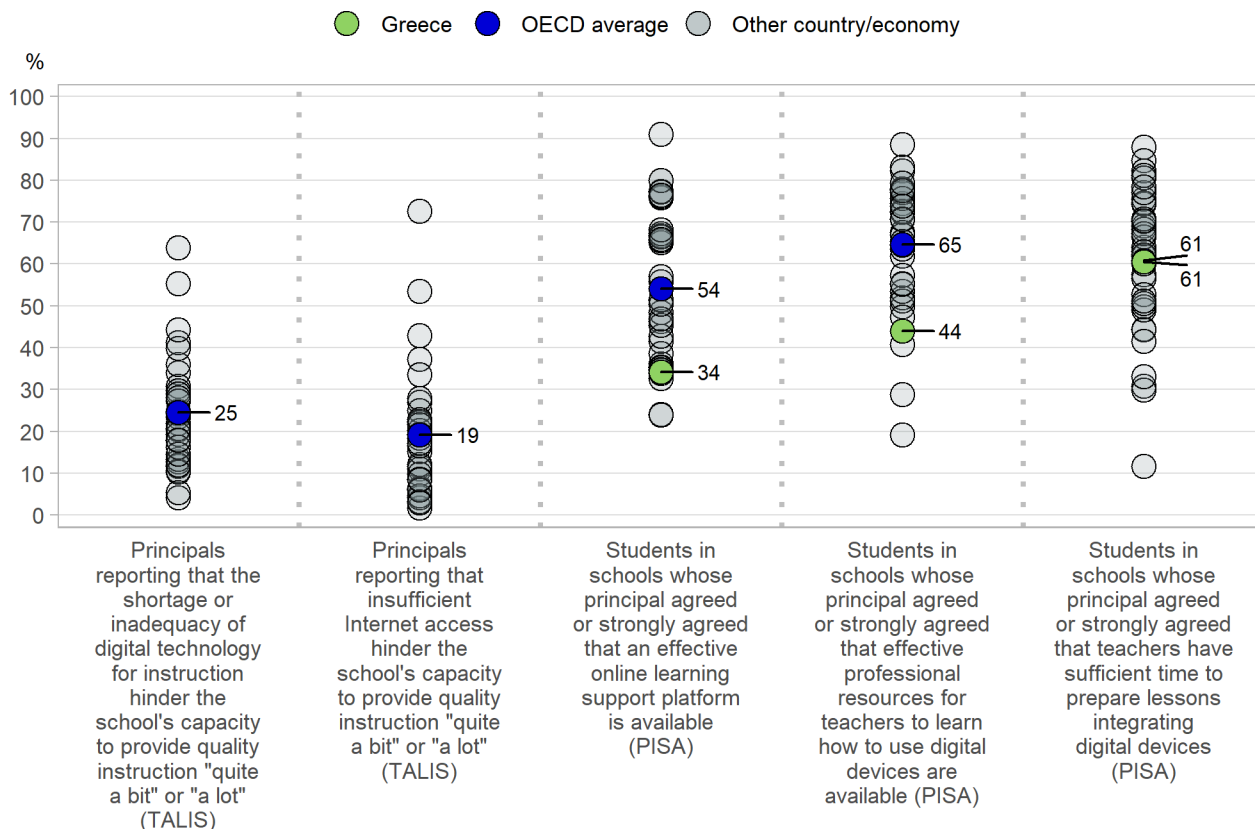 Greece OECD average Other country/economy
%
100
90
80
70
60
50
40
30
20
10
0
25
19
54
34
65
44
61
61
Principals
reporting that the
shortage or
inadequacy of
digital technology
for instruction
hinder the
school's capacity
to provide quality
instruction "quite
a bit" or "a lot"
(TALIS)
Principals
reporting that
insufficient
Internet access
hinder the
school's capacity
to provide quality
instruction "quite
a bit" or "a lot"
(TALIS)
Students in
schools whose
principal agreed
or strongly agreed
that an effective
online learning
support platform
is available
(PISA)
Students in
schools whose
principal agreed
or strongly agreed
that effective
professional
resources for
teachers to learn
how to use digital
devices are
available (PISA)
Students in
schools whose
principal agreed
or strongly agreed
that teachers have
sufficient time to
prepare lessons
integrating
digital devices
(PISA)